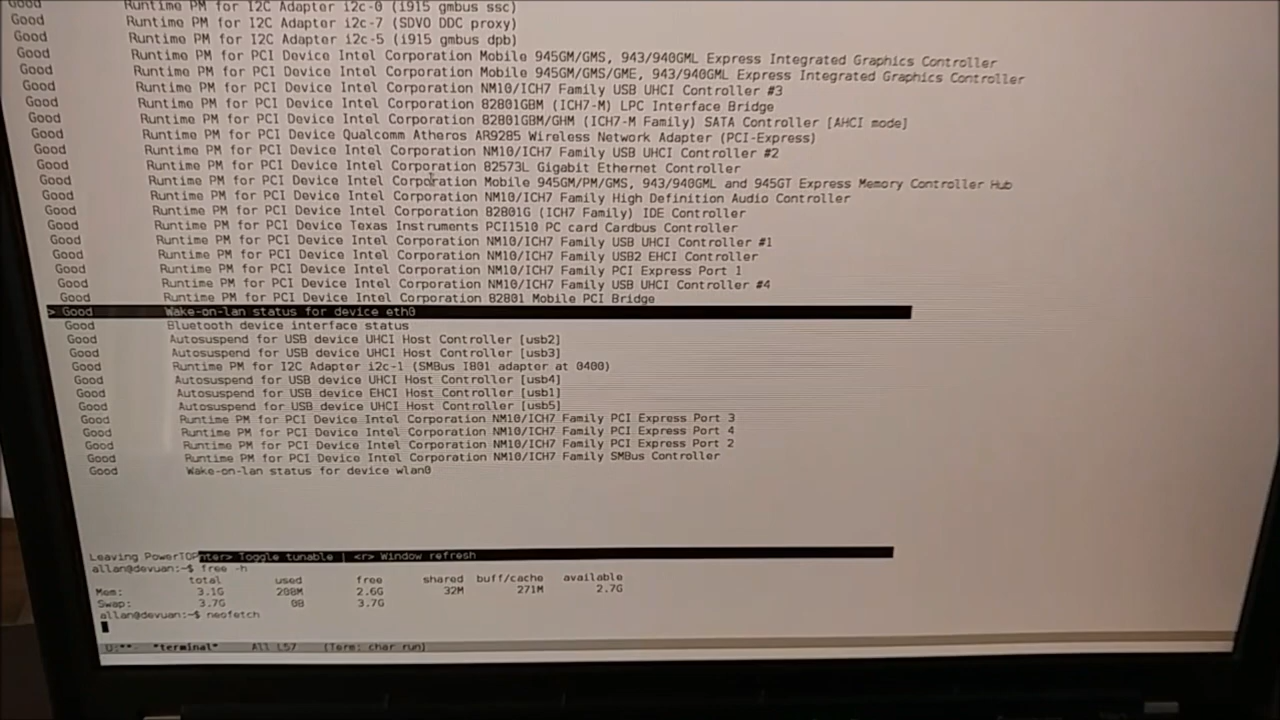 Good Runtime PM for I2C Adapter i2c-0 (i915 gmbus ssc)
Good Runtime PM for I2C Adapter i2c-7 (SDVO DDC proxy)
Good Runtime PM for I2C Adapter i2c-5 (i915 gmbus dpb)
Good Runtime PM for PCI Device Intel Corporation Mobile 945GM/GMS, 943/940GML Express Integrated Graphics Controller
Good Runtime PM for PCI Device Intel Corporation Mobile 945GM/GMS/GME, 943/940GML Express Integrated Graphics Controller
Good Runtime PM for PCI Device Intel Corporation NM10/ICH7 Family USB UHCI Controller #3
Good Runtime PM for PCI Device Intel Corporation 82801GBM (ICH7-M) LPC Interface Bridge
Good Runtime PM for PCI Device Intel Corporation 82801GBM/GHM (ICH7-M Family) SATA Controller [AHCI mode]
Good Runtime PM for PCI Device Qualcomm Atheros AR9285 Wireless Network Adapter (PCI-Express)
Good Runtime PM for PCI Device Intel Corporation NM10/ICH7 Family USB UHCI Controller #2
Good Runtime PM for PCI Device Intel Corporation 82573L Gigabit Ethernet Controller
Good Runtime PM for PCI Device Intel Corporation Mobile 945GM/PM/GMS, 943/940GML and 945GT Express Memory Controller Hub
Good Runtime PM for PCI Device Intel Corporation NM10/ICH7 Family High Definition Audio Controller
Good Runtime PM for PCI Device Intel Corporation 82801G (ICH7 Family) IDE Controller
Good Runtime PM for PCI Device Texas Instruments PCI1510 PC card Cardbus Controller
Good Runtime PM for PCI Device Intel Corporation NM10/ICH7 Family USB UHCI Controller #1
Good Runtime PM for PCI Device Intel Corporation NM10/ICH7 Family USB2 EHCI Controller
Good Runtime PM for PCI Device Intel Corporation NM10/ICH7 Family PCI Express Port 1
Good Runtime PM for PCI Device Intel Corporation NM10/ICH7 Family USB UHCI Controller #4
Good Runtime PM for PCI Device Intel Corporation 82801 Mobile PCI Bridge
> Good Wake-on-lan status for device eth0
Good Bluetooth device interface status
Good Autosuspend for USB device UHCI Host Controller [usb2]
Good Autosuspend for USB device UHCI Host Controller [usb3]
Good Runtime PM for I2C Adapter i2c-1 (SMBus I801 adapter at 0400)
Good Autosuspend for USB device UHCI Host Controller [usb4]
Good Autosuspend for USB device EHCI Host Controller [usb1]
Good Autosuspend for USB device UHCI Host Controller [usb5]
Good Runtime PM for PCI Device Intel Corporation NM10/ICH7 Family PCI Express Port 3
Good Runtime PM for PCI Device Intel Corporation NM10/ICH7 Family PCI Express Port 4
Good Runtime PM for PCI Device Intel Corporation NM10/ICH7 Family PCI Express Port 2
Good Runtime PM for PCI Device Intel Corporation NM10/ICH7 Family SMBus Controller
Good Wake-on-lan status for device wlan0
Leaving PowerTOPnter> Toggle tunable | <r> Window refresh
allan@devuan:~$ free -h
total used free shared buff/cache available
Mem: 3.1G 208M 2.6G 32M 271M 2.7G
Swap: 3.7G 0B 3.7G
allan@devuan:~$ neofetch
U:**- *terminal* All L57 (Term: char run)